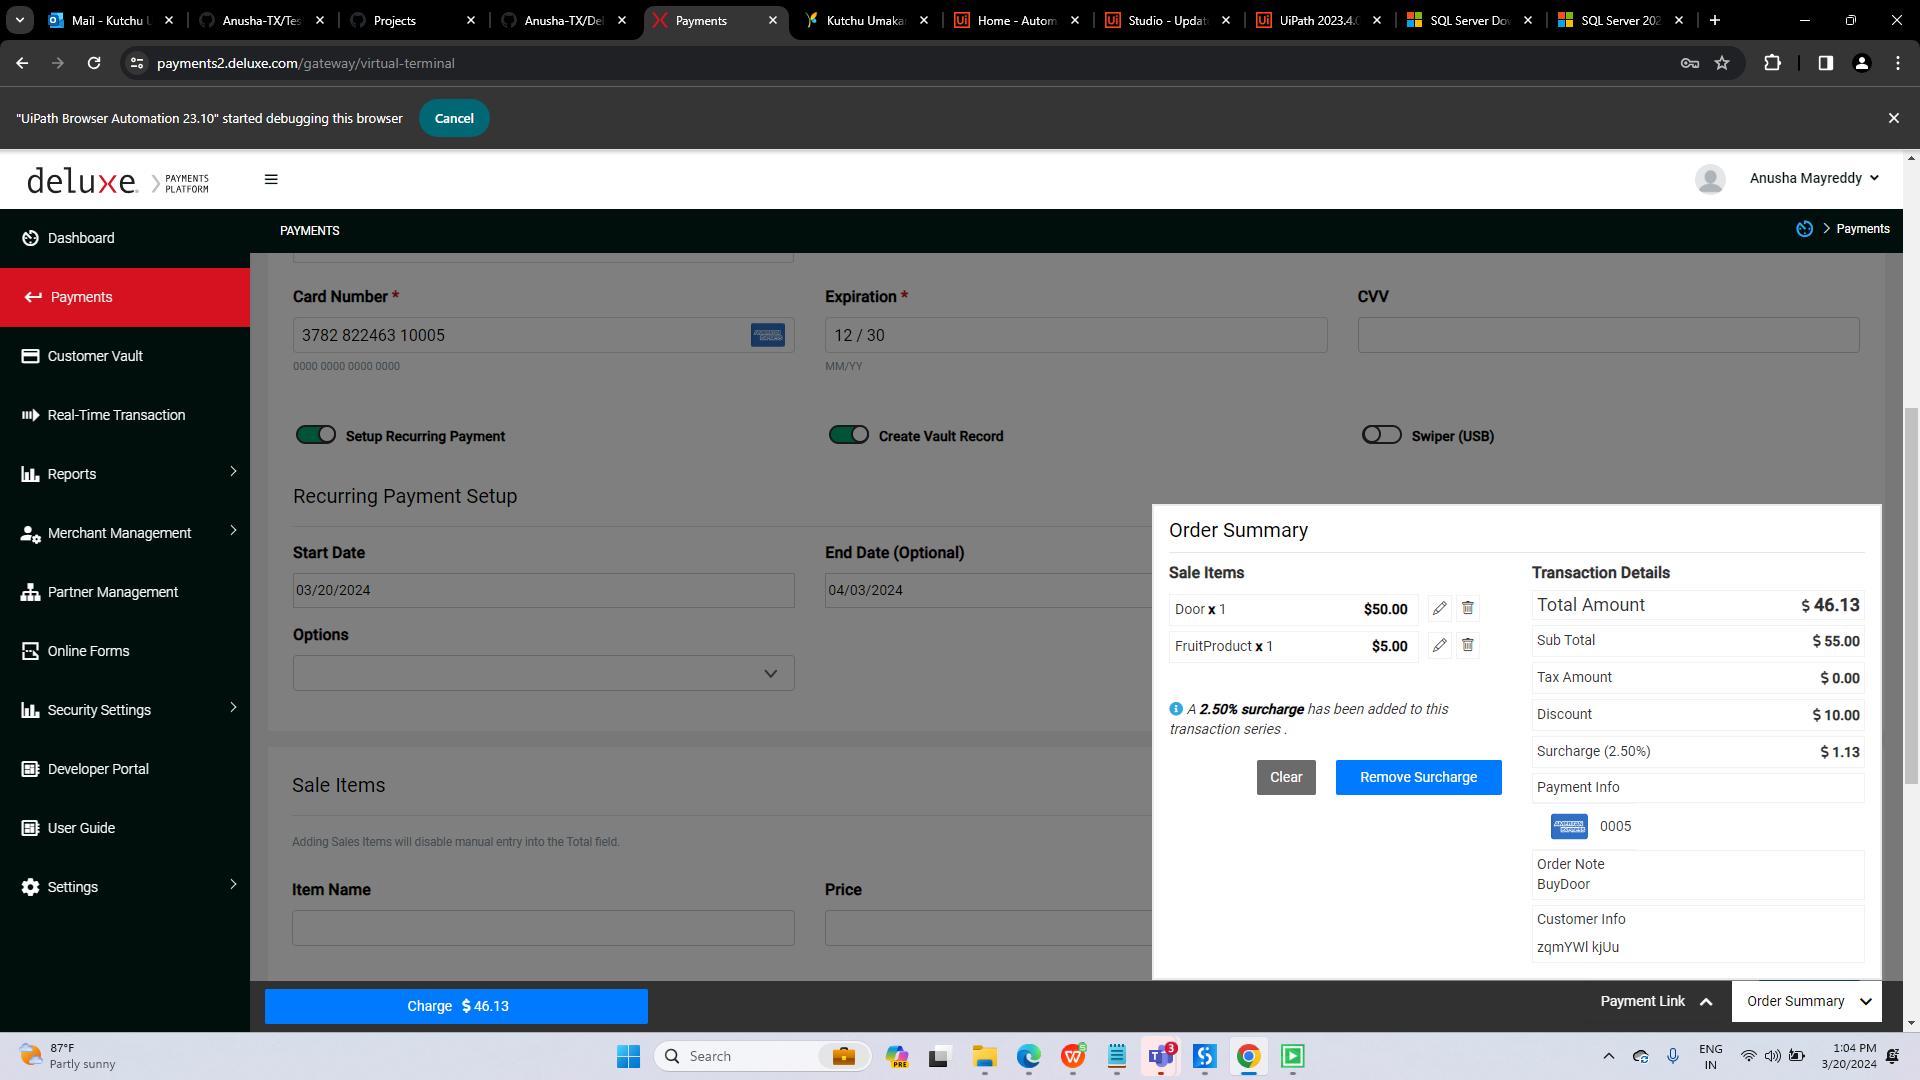 Mail - Kutchu U
Anusha-TX/Tes
Projects
Anusha-TX/Del
Payments
Kutchu Umakan
Home - Autom
Studio - Updat
UiPath 2023.4.0
SQL Server Dow
SQL Server 202
payments2.deluxe.com/gateway/virtual-terminal
"UiPath Browser Automation 23.10" started debugging this browser
Cancel
deluxe. PAYMENTS PLATFORM
Anusha Mayreddy
PAYMENTS
Payments
Dashboard
Payments
Customer Vault
Real-Time Transaction
Reports
Merchant Management
Partner Management
Online Forms
Security Settings
Developer Portal
User Guide
Settings
Card Number *
Expiration *
CVV
3782 822463 10005
12 / 30
0000 0000 0000 0000
MM/YY
Setup Recurring Payment
Create Vault Record
Swiper (USB)
Recurring Payment Setup
Start Date
End Date (Optional)
03/20/2024
04/03/2024
Options
Sale Items
Adding Sales Items will disable manual entry into the Total field.
Item Name
Price
Order Summary
Sale Items
Door x 1 $50.00
FruitProduct x 1 $5.00
A 2.50% surcharge has been added to this
transaction series .
Clear
Remove Surcharge
Transaction Details
Total Amount $ 46.13
Sub Total $ 55.00
Tax Amount $ 0.00
Discount $ 10.00
Surcharge (2.50%) $ 1.13
Payment Info
AMERICAN EXPRESS 0005
Order Note
BuyDoor
Customer Info
zqmYWl kjUu
Charge $ 46.13
Payment Link
Order Summary
87°F
Partly sunny
Search
PRE
3
ENG
IN
1:04 PM
3/20/2024